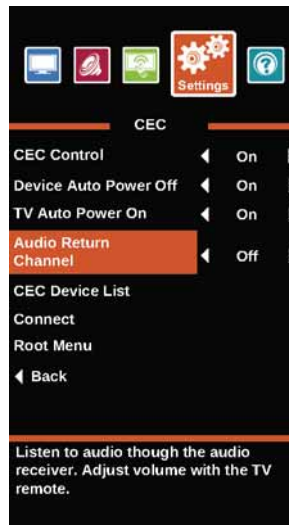 Settings
CEC
CEC Control On
Device Auto Power Off On
TV Auto Power On On
Audio Return
Channel Off
CEC Device List
Connect
Root Menu
Back
Listen to audio though the audio
receiver. Adjust volume with the TV
remote.